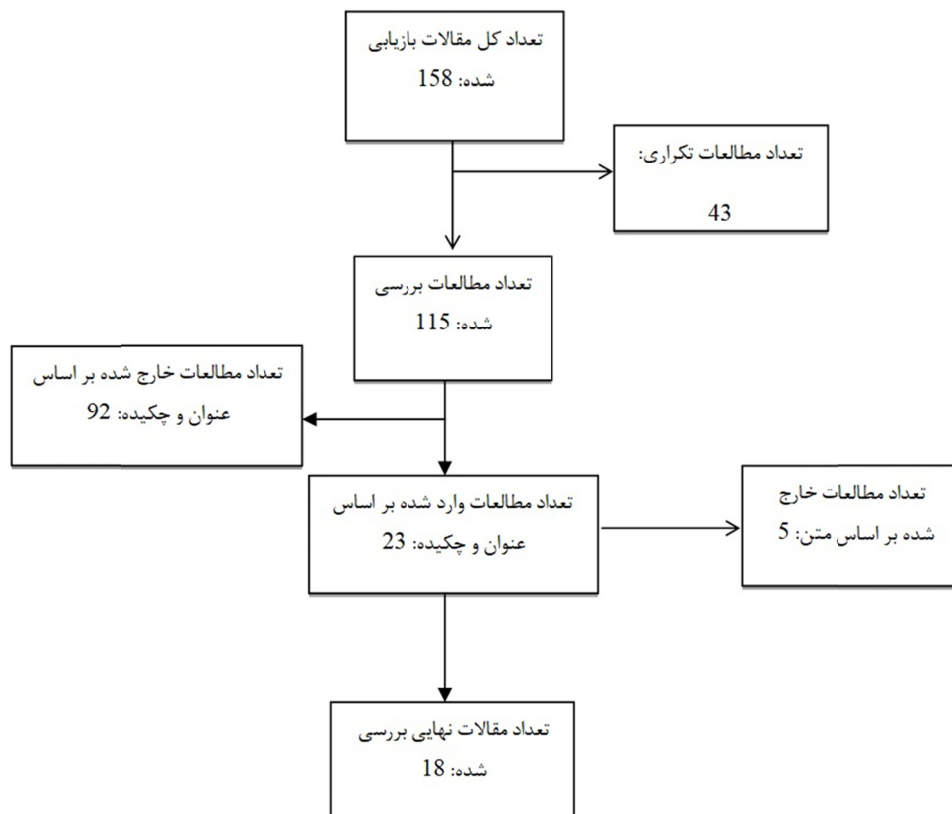 تعداد کل مقالات بازیابی
شده: 158
تعداد مطالعات تکراری:
43
تعداد مطالعات بررسی
شده: 115
تعداد مطالعات خارج شده بر اساس
عنوان و چکیده: 92
تعداد مطالعات وارد شده بر اساس
عنوان و چکیده: 23
تعداد مطالعات خارج
شده بر اساس متن: 5
تعداد مقالات نهایی بررسی
شده: 18